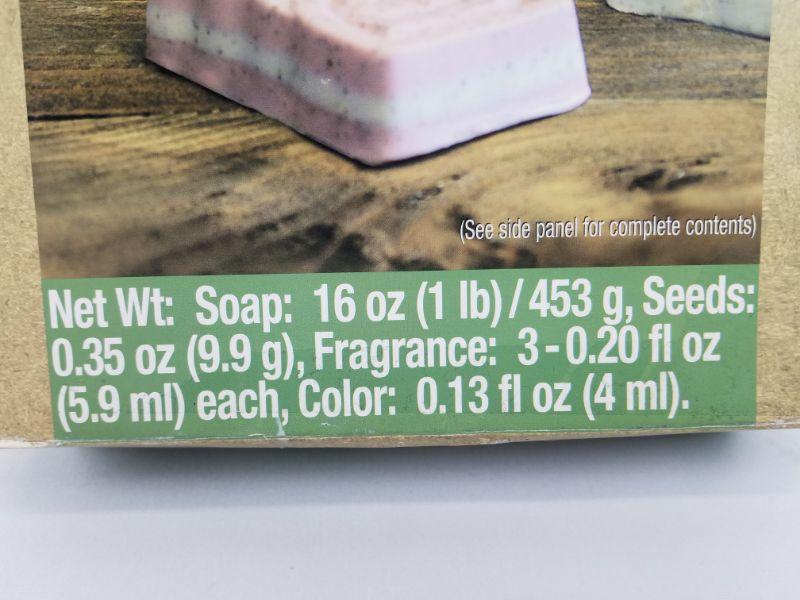 (See side panel for complete contents)
Net Wt: Soap: 16 oz (1 lb) / 453 g, Seeds:
0.35 oz (9.9 g), Fragrance: 3 - 0.20 fl oz
(5.9 ml) each, Color: 0.13 fl oz (4 ml).